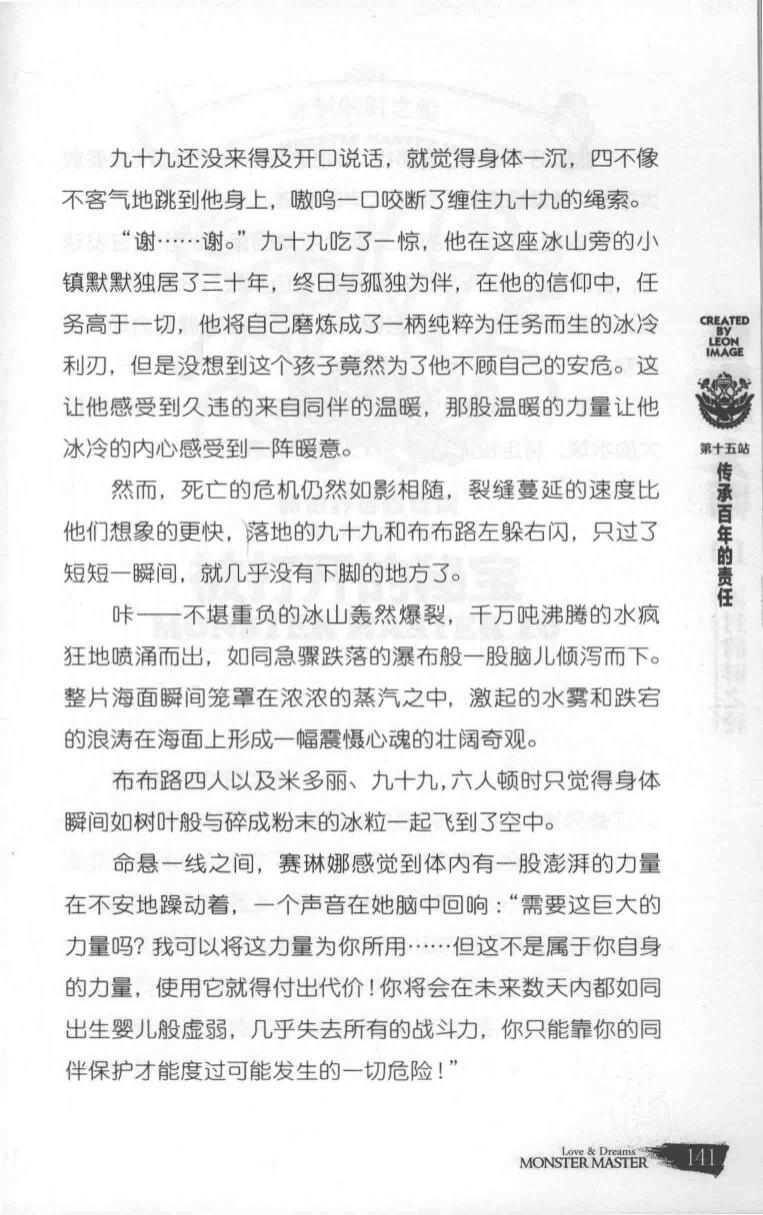 九十九还没来得及开口说话，就觉得身体一沉，四不像
不客气地跳到他身上，嗷呜一口咬断了缠住九十九的绳索。
“谢……谢。”九十九吃了一惊，他在这座冰山旁的小
镇默默独居了三十年，终日与孤独为伴，在他的信仰中，任
务高于一切，他将自己磨炼成了一柄纯粹为任务而生的冰冷
利刃，但是没想到这个孩子竟然为了他不顾自己的安危。这
让他感受到久违的来自同伴的温暖，那股温暖的力量让他
冰冷的内心感受到一阵暖意。
然而，死亡的危机仍然如影相随，裂缝蔓延的速度比
他们想象的更快，落地的九十九和布布路左躲右闪，只过了
短短一瞬间，就几乎没有下脚的地方了。
咔——不堪重负的冰山轰然爆裂，千万吨沸腾的水疯
狂地喷涌而出，如同急骤跌落的瀑布般一股脑儿倾泻而下。
整片海面瞬间笼罩在浓浓的蒸汽之中，激起的水雾和跌宕
的浪涛在海面上形成一幅震慑心魂的壮阔奇观。
布布路四人以及米多丽、九十九，六人顿时只觉得身体
瞬间如树叶般与碎成粉末的冰粒一起飞到了空中。
命悬一线之间，赛琳娜感觉到体内有一股澎湃的力量
在不安地躁动着，一个声音在她脑中回响：“需要这巨大的
力量吗？我可以将这力量为你所用……但这不是属于你自身
的力量，使用它就得付出代价！你将会在未来数天内都如同
出生婴儿般虚弱，几乎失去所有的战斗力，你只能靠你的同
伴保护才能度过可能发生的一切危险！”
CREATED
BY
LEON
IMAGE
第十五站
传承百年的责任
Love & Dreams
MONSTER MASTER
141